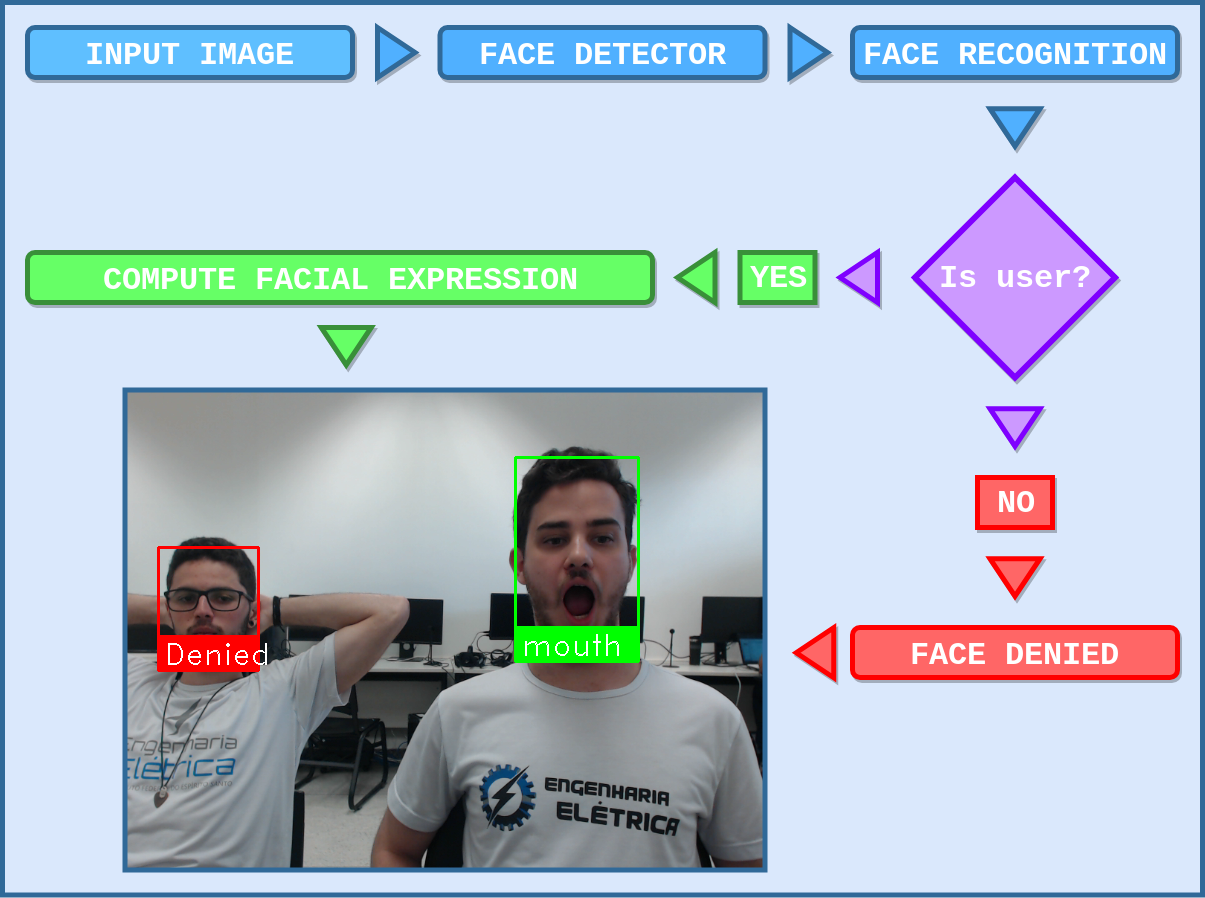 INPUT IMAGE
FACE DETECTOR
FACE RECOGNITION
Is user?
YES
COMPUTE FACIAL EXPRESSION
NO
FACE DENIED
Denied
mouth
Engenharia
Elétrica
ENGENHARIA
ELÉTRICA